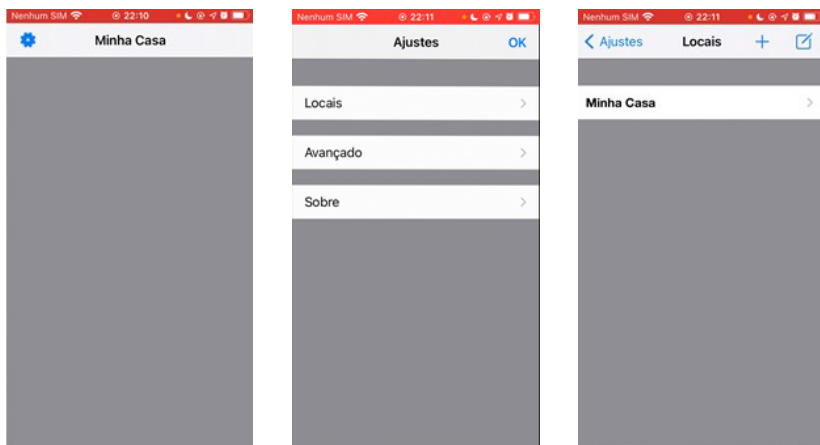 Nenhum SIM 22:10
Minha Casa
Nenhum SIM 22:11
Ajustes OK
Locais
Avançado
Sobre
Nenhum SIM 22:11
Ajustes Locais
Minha Casa